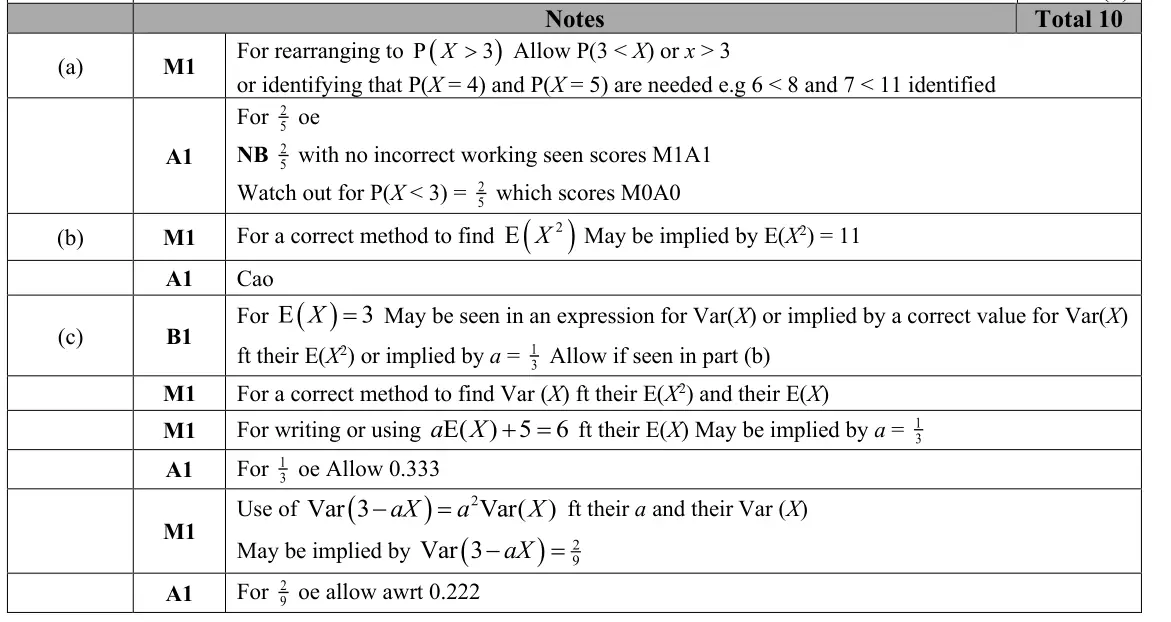 Notes Total 10
(a) M1 For rearranging to P(X > 3) Allow P(3 < X) or x > 3
or identifying that P(X = 4) and P(X = 5) are needed e.g 6 < 8 and 7 < 11 identified
A1 For 2/5 oe
NB 2/5 with no incorrect working seen scores M1A1
Watch out for P(X < 3) = 2/5 which scores M0A0
(b) M1 For a correct method to find E(X²) May be implied by E(X²) = 11
A1 Cao
(c) B1 For E(X) = 3 May be seen in an expression for Var(X) or implied by a correct value for Var(X)
ft their E(X²) or implied by a = 1/3 Allow if seen in part (b)
M1 For a correct method to find Var (X) ft their E(X²) and their E(X)
M1 For writing or using aE(X) + 5 = 6 ft their E(X) May be implied by a = 1/3
A1 For 1/3 oe Allow 0.333
M1 Use of Var(3 − aX) = a²Var(X) ft their a and their Var (X)
May be implied by Var(3 − aX) = 2/9
A1 For 2/9 oe allow awrt 0.222